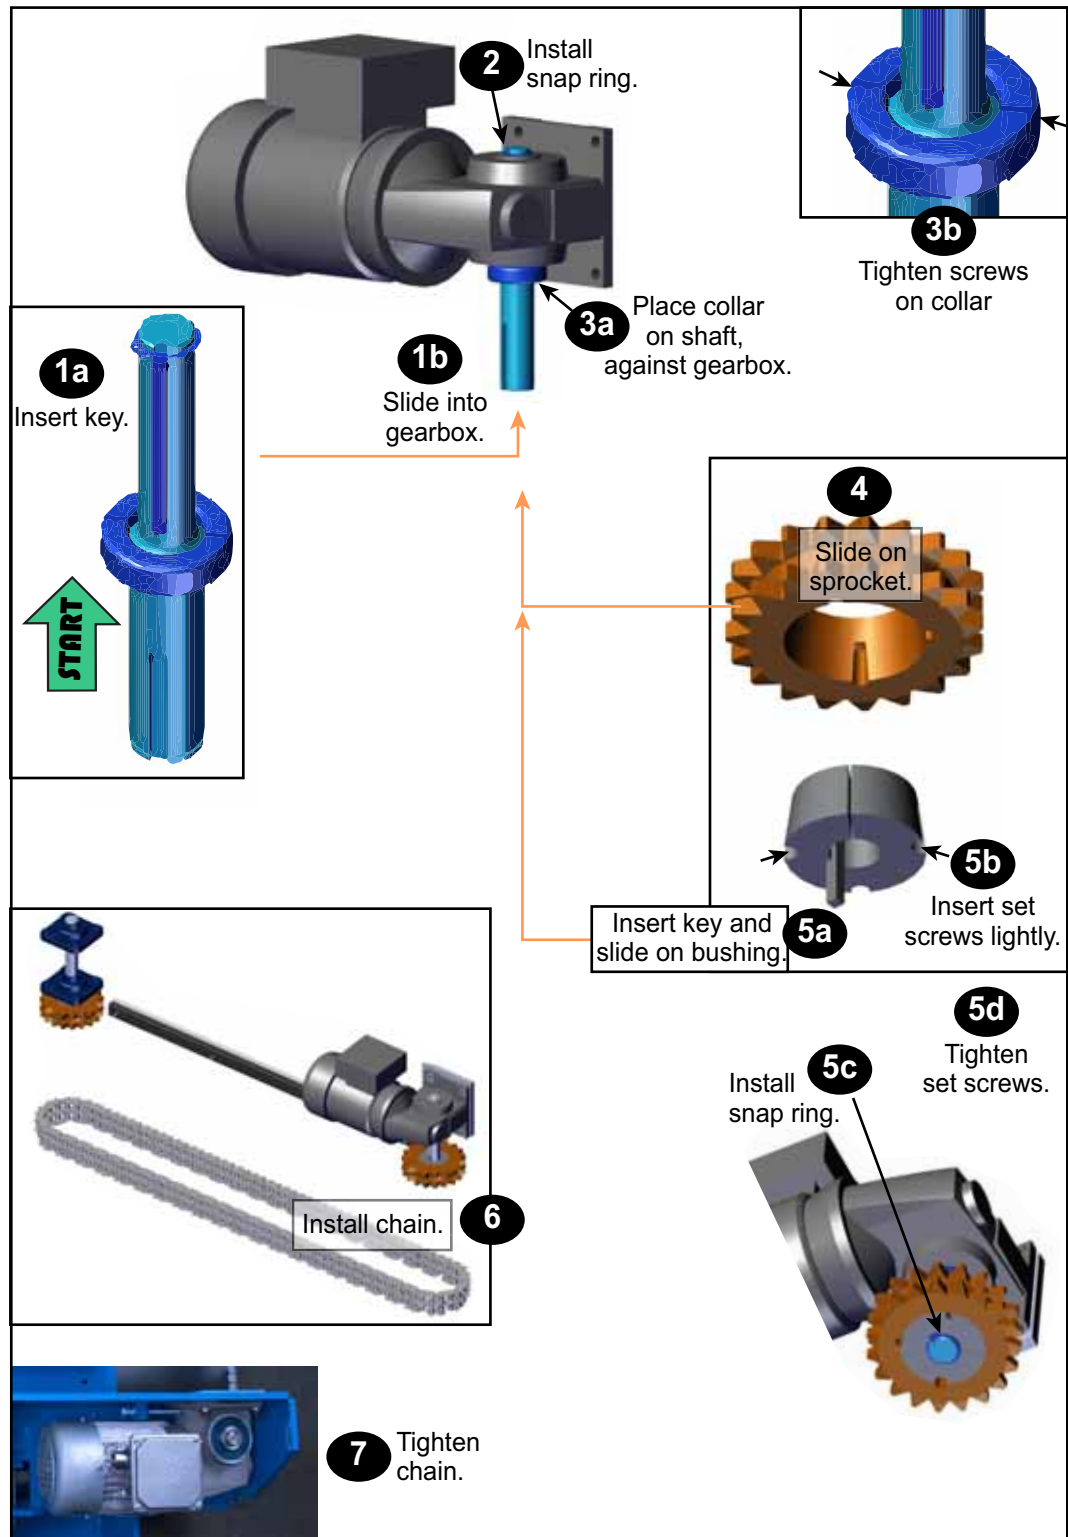 START
1a
Insert key.
1b
Slide into
gearbox.
2
Install
snap ring.
3a
Place collar
on shaft,
against gearbox.
3b
Tighten screws
on collar
4
Slide on
sprocket.
5a
Insert key and
slide on bushing.
5b
Insert set
screws lightly.
5c
Install
snap ring.
5d
Tighten
set screws.
6
Install chain.
7
Tighten
chain.